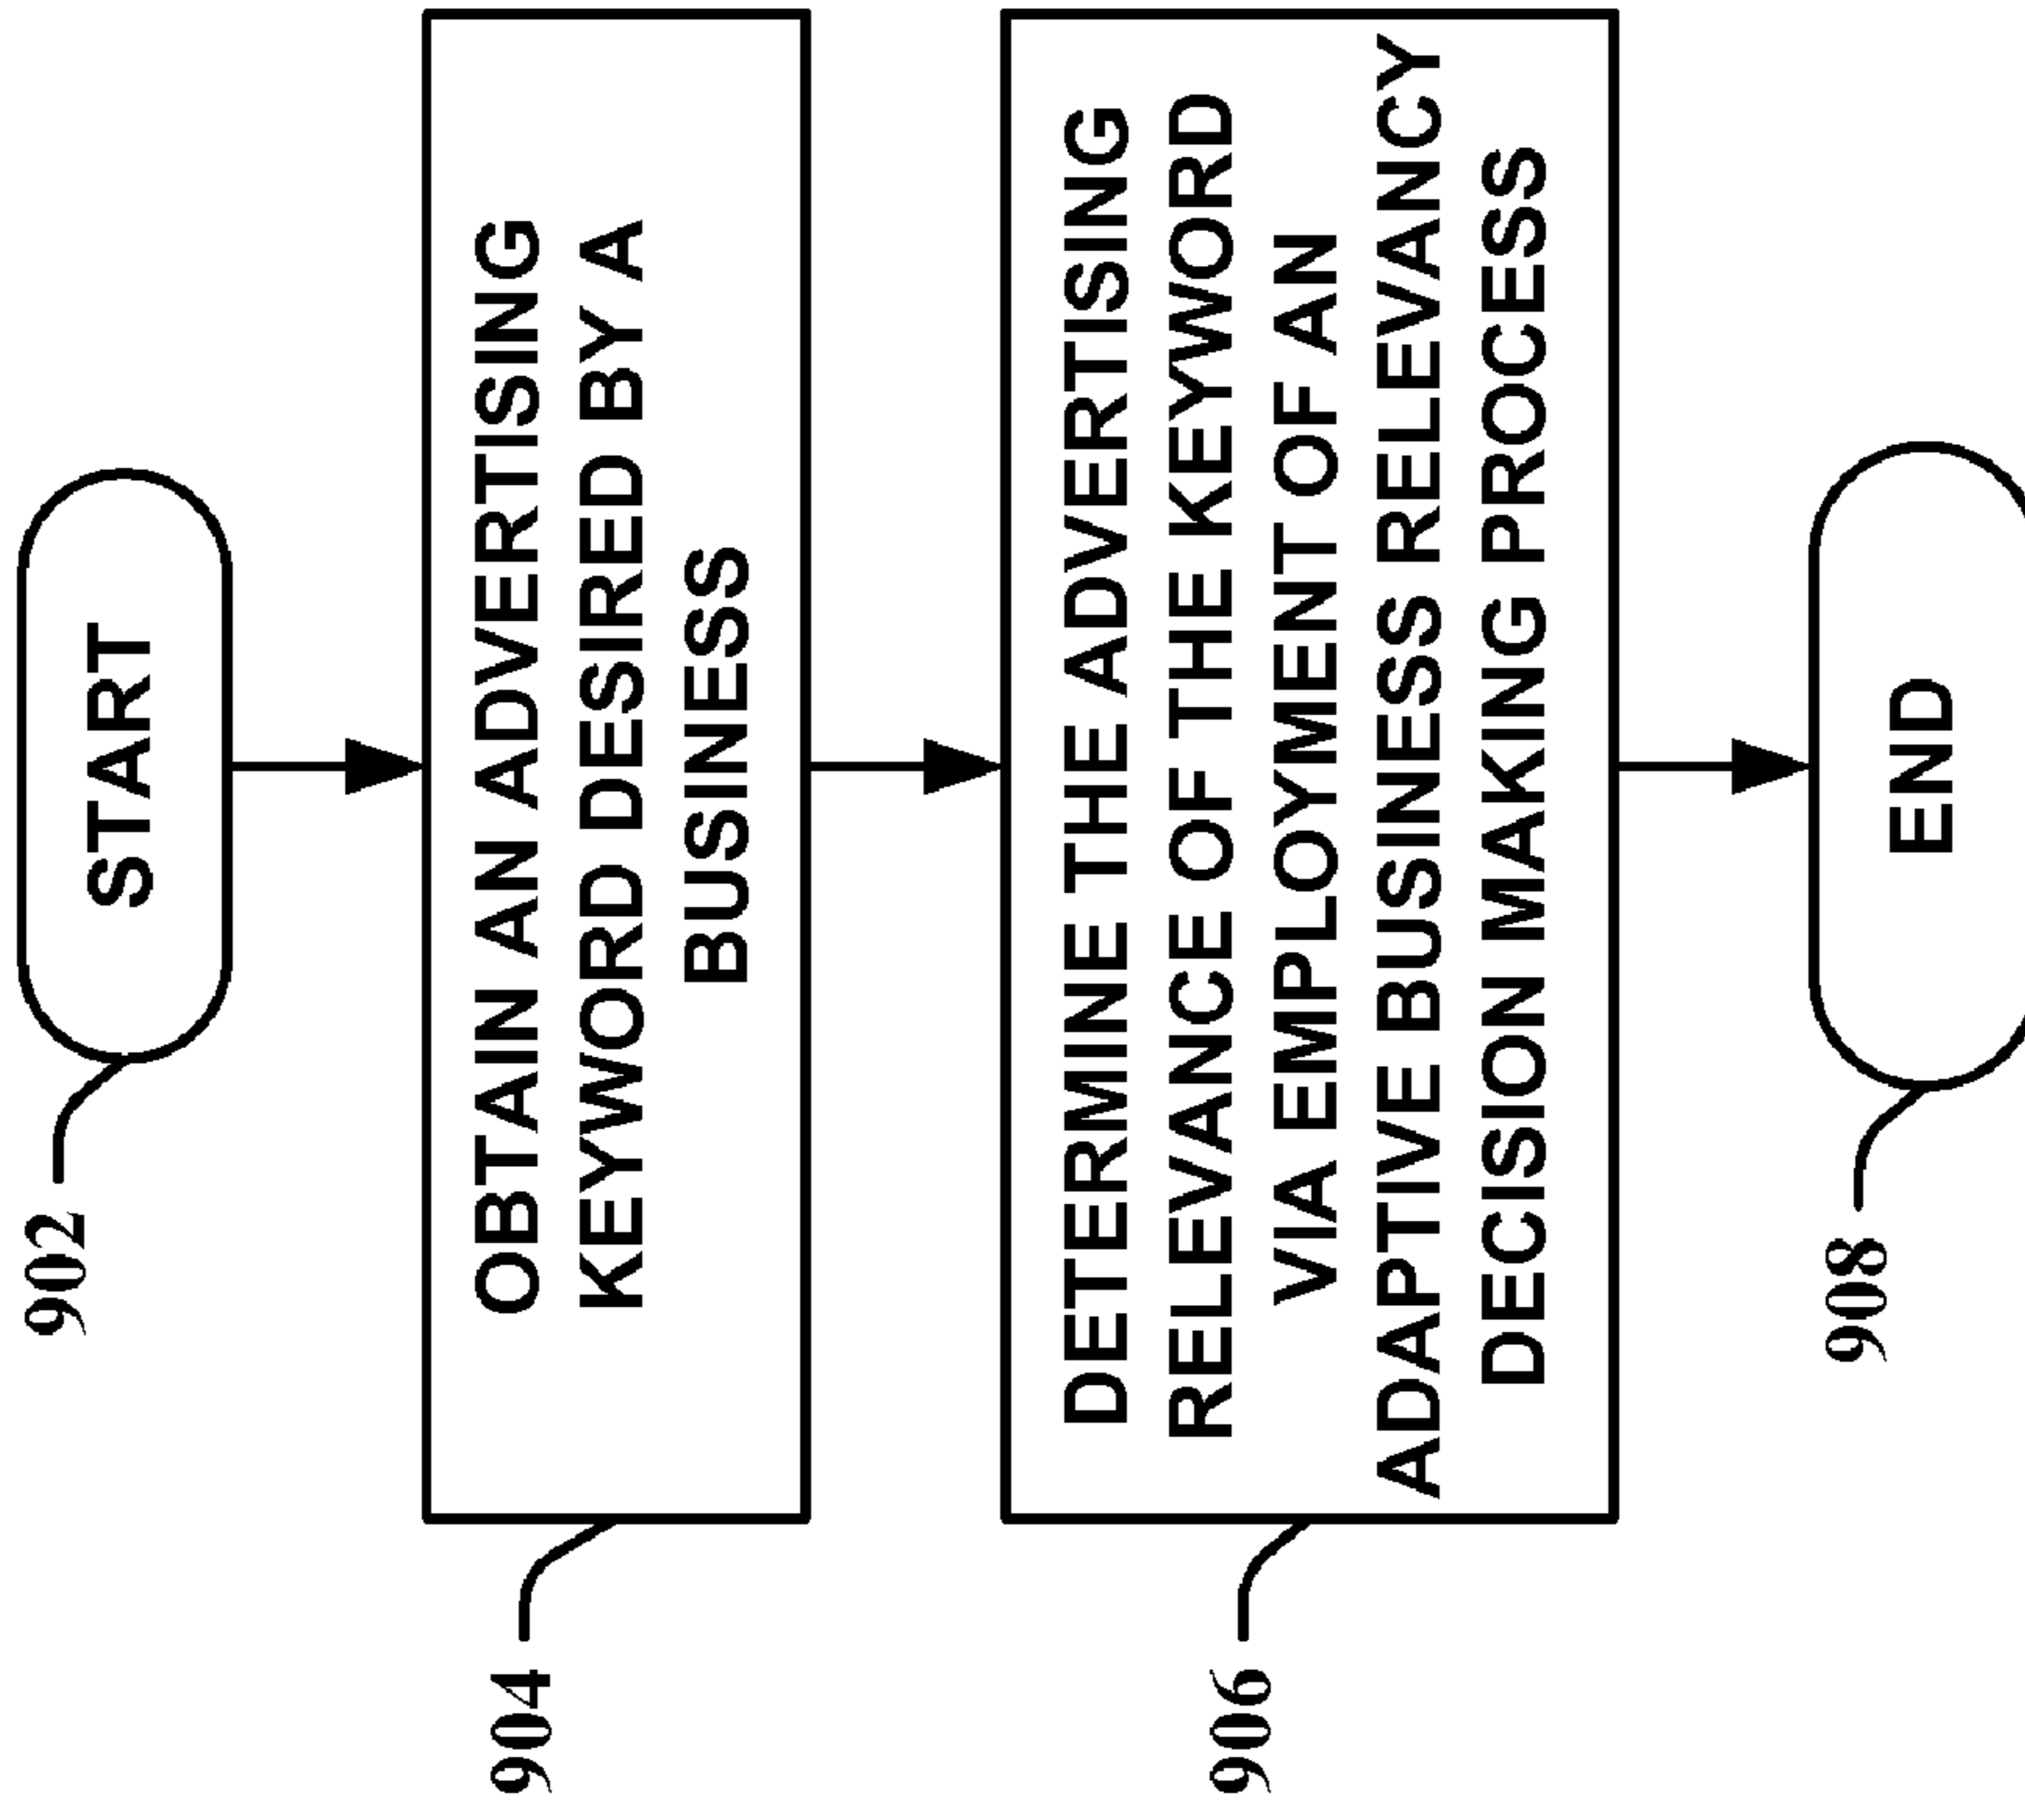 START
902
OBTAIN AN ADVERTISING
KEYWORD DESIRED BY A
BUSINESS
904
DETERMINE THE ADVERTISING
RELEVANCE OF THE KEYWORD
VIA EMPLOYMENT OF AN
ADAPTIVE BUSINESS RELEVANCY
DECISION MAKING PROCESS
906
END
908